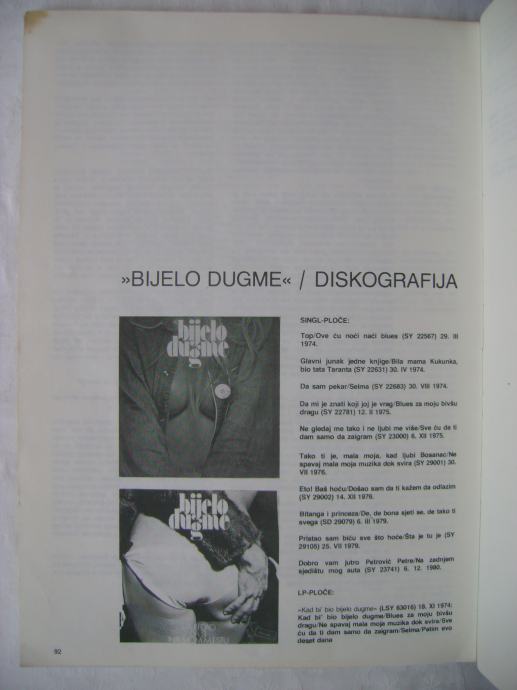 »BIJELO DUGME« / DISKOGRAFIJA
bijelo
dugme
bijelo
dugme
SINGL-PLOČE:
Top/Ove ću noći naći blues (SY 22567) 29. III
1974.
Glavni junak jedne knjige/Bila mama Kukunka,
bio tata Taranta (SY 22631) 30. IV 1974.
Da sam pekar/Selma (SY 22683) 30. VIII 1974.
Da mi je znati koji joj je vrag/Blues za moju bivšu
dragu (SY 22781) 12. II 1975.
Ne gledaj me tako i ne ljubi me više/Sve ću de ti
dam samo da zaigram (SY 23000) 6. XII 1975.
Tako ti je, mala moja, kad ljubi Bosanac/Ne
spavaj mala moja muzika dok svira (SY 29001) 30.
VII 1976.
Eto! Baš hoću/Došao sam da ti kažem da odlazim
(SY 29002) 14. XII 1976.
Bitanga i princeza/De, de bona sjeti se, de tako ti
svega (SD 29079) 6. III 1979.
Pristao sam biću sve što hoće/Šta je tu je (SY
29105) 25. VII 1979.
Dobro vam jutro Petrović Petre/Na zadnjem
sjedištu mog auta (SY 23741) 6. 12. 1980.
LP-PLOČE:
»Kad bi' bio bijelo dugme« (LSY 63016) 18. XI 1974:
Kad bi' bio bijelo dugme/Blues za moju bivšu
dragu/Ne spavaj mala moja muzika dok svira/Sve
ću da ti dam samo da zaigram/Selma/Patim evo
deset dana
92